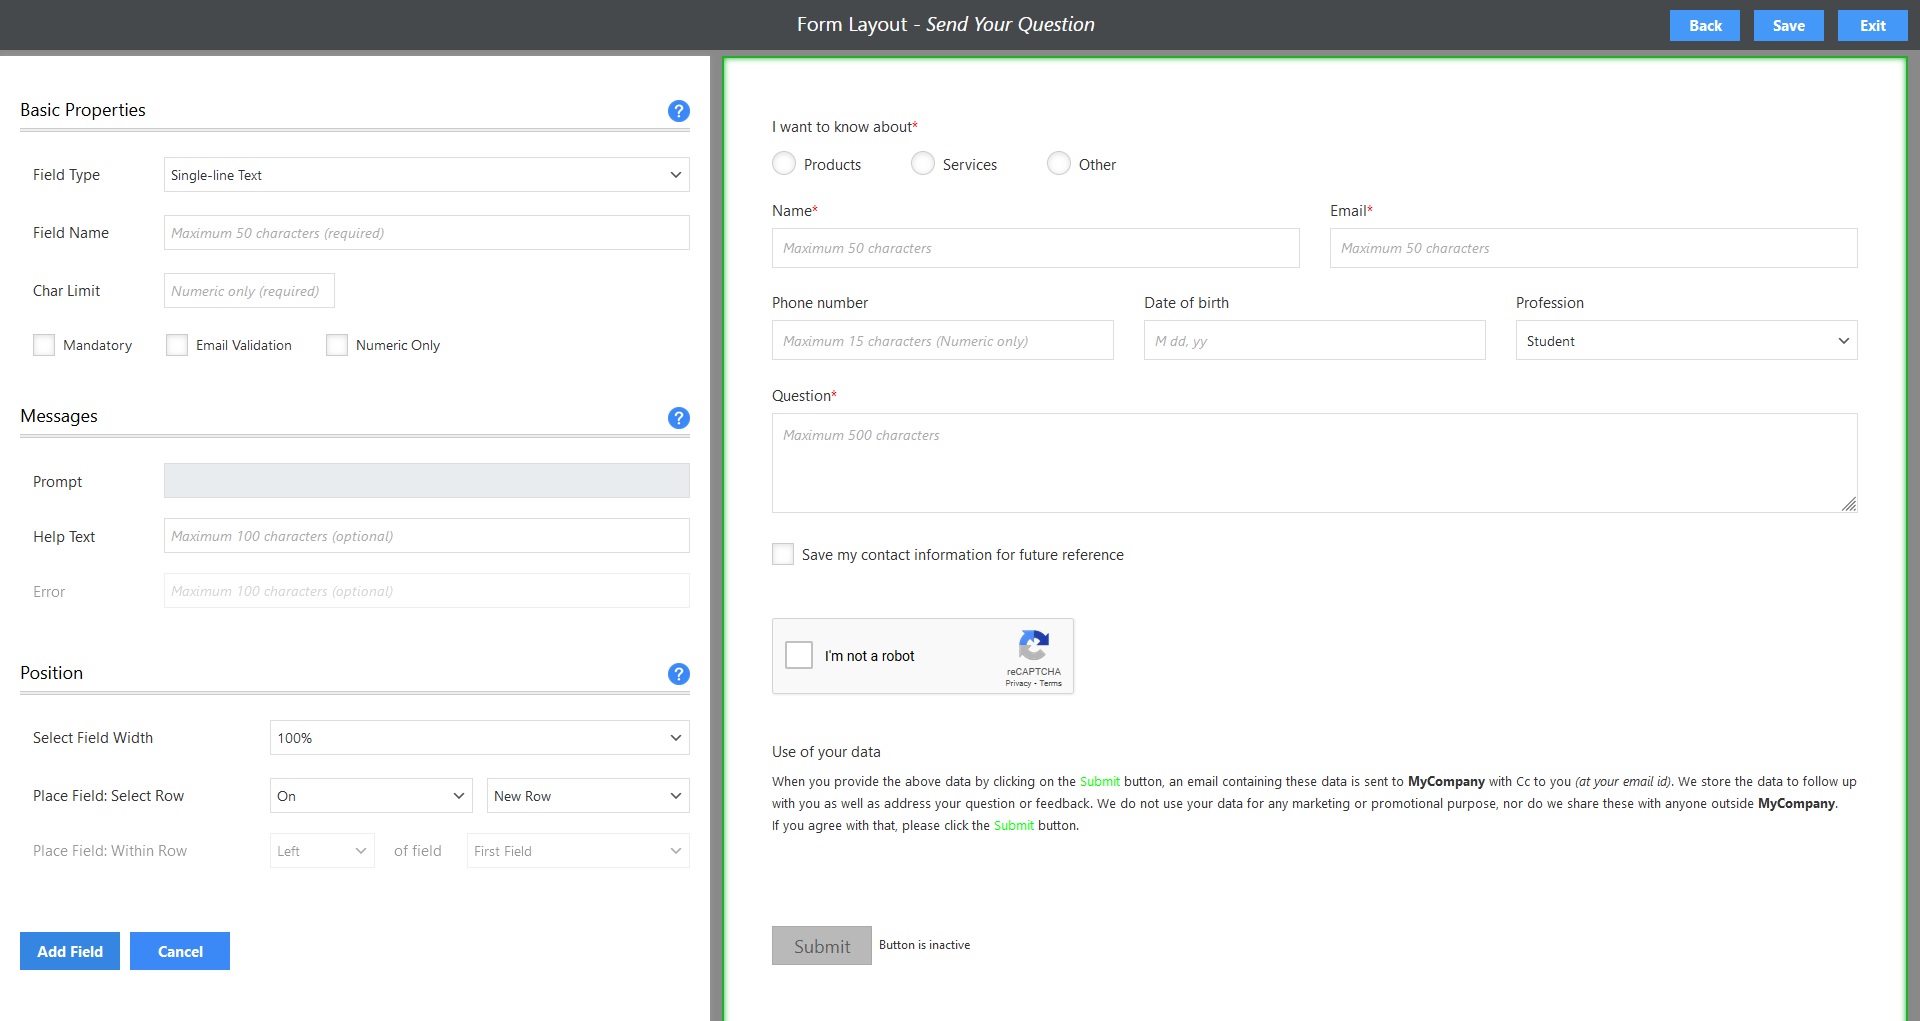 Form Layout - Send Your Question
Back
Save
Exit
Basic Properties
?
Field Type
Single-line Text
Field Name
Maximum 50 characters (required)
Char Limit
Numeric only (required)
Mandatory
Email Validation
Numeric Only
Messages
?
Prompt
Help Text
Maximum 100 characters (optional)
Error
Maximum 100 characters (optional)
Position
?
Select Field Width
100%
Place Field: Select Row
On
New Row
Place Field: Within Row
Left
of field
First Field
Add Field
Cancel
I want to know about*
Products
Services
Other
Name*
Email*
Maximum 50 characters
Maximum 50 characters
Phone number
Date of birth
Profession
Maximum 15 characters (Numeric only)
M dd, yy
Student
Question*
Maximum 500 characters
Save my contact information for future reference
I'm not a robot
reCAPTCHA
Privacy - Terms
Use of your data
When you provide the above data by clicking on the Submit button, an email containing these data is sent to MyCompany with Cc to you (at your email id). We store the data to follow up
with you as well as address your question or feedback. We do not use your data for any marketing or promotional purpose, nor do we share these with anyone outside MyCompany.
If you agree with that, please click the Submit button.
Submit
Button is inactive